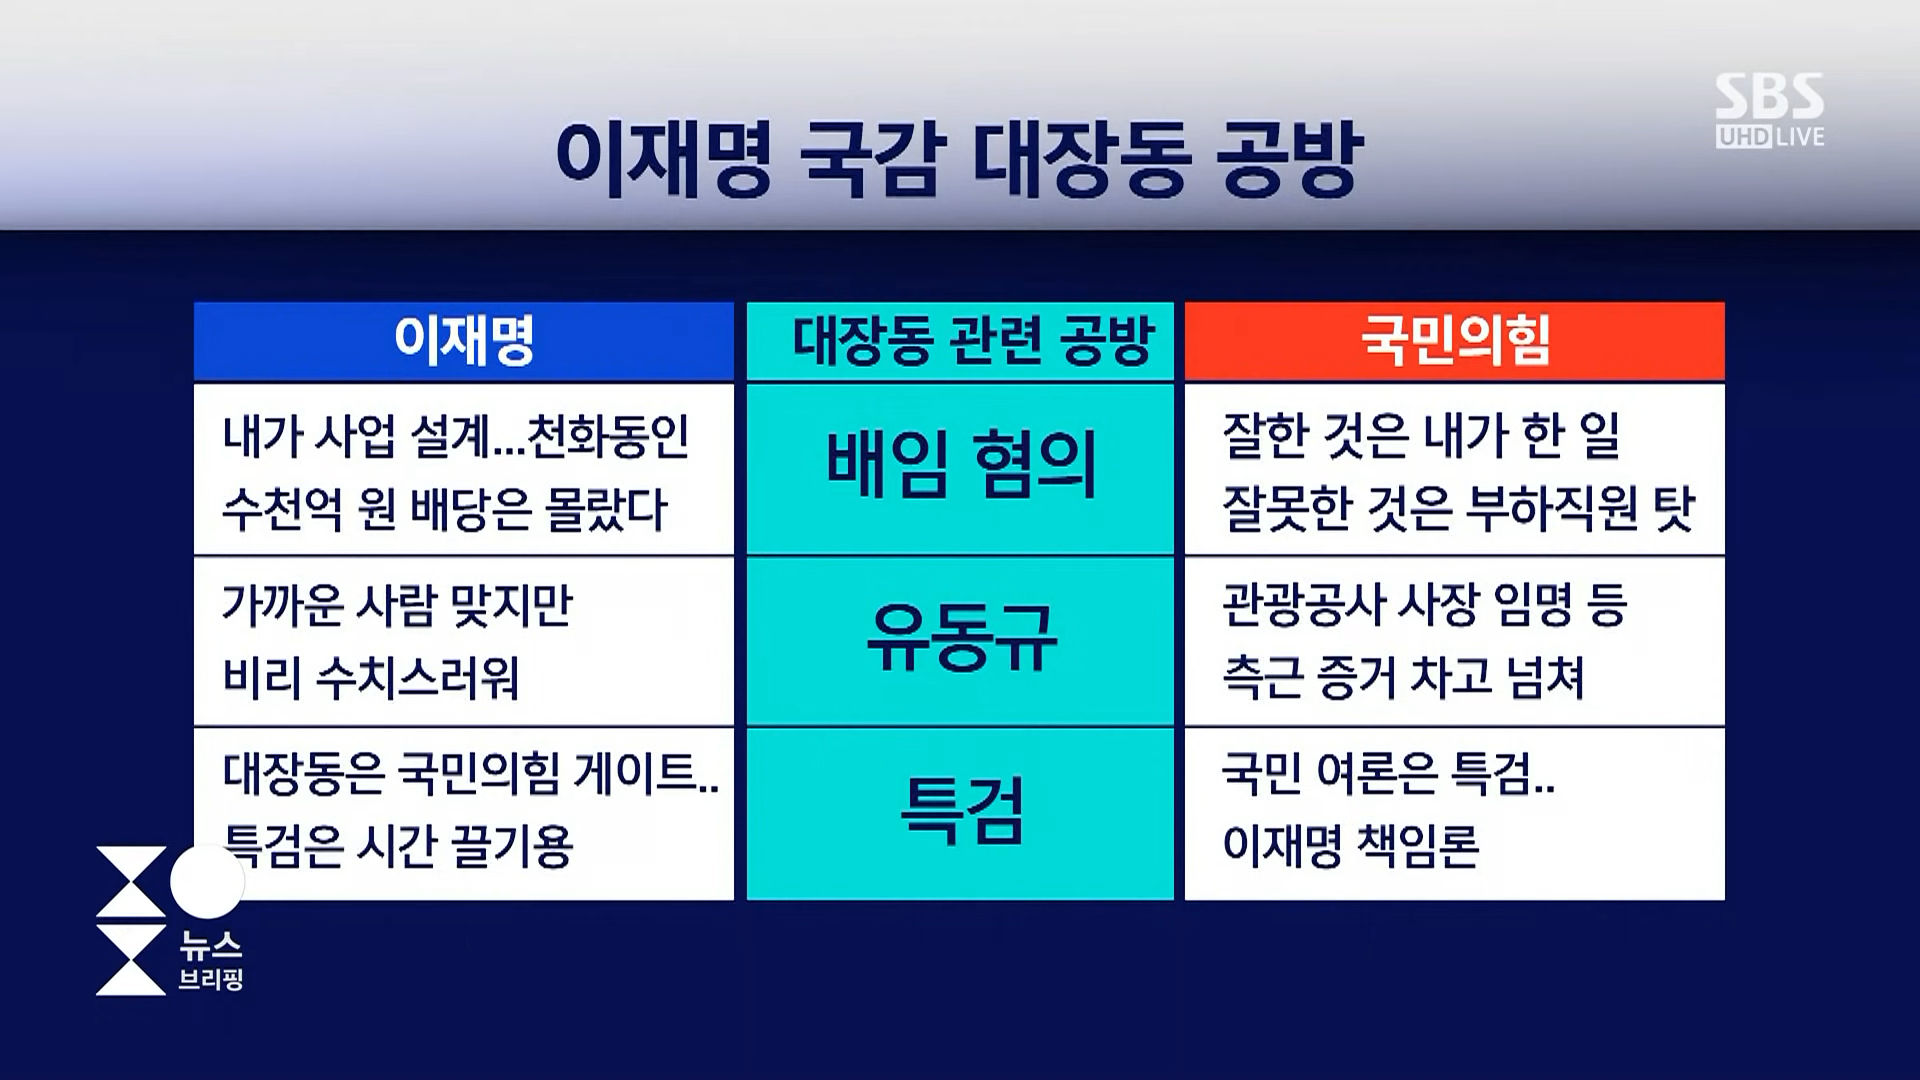 SBS
UHD LIVE
이재명 국감 대장동 공방
이재명
대장동 관련 공방
국민의힘
내가 사업 설계...천화동인
수천억 원 배당은 몰랐다
배임 혐의
잘한 것은 내가 한 일
잘못한 것은 부하직원 탓
가까운 사람 맞지만
비리 수치스러워
유동규
관광공사 사장 임명 등
측근 증거 차고 넘쳐
대장동은 국민의힘 게이트..
특검은 시간 끌기용
특검
국민 여론은 특검..
이재명 책임론
뉴스
브리핑